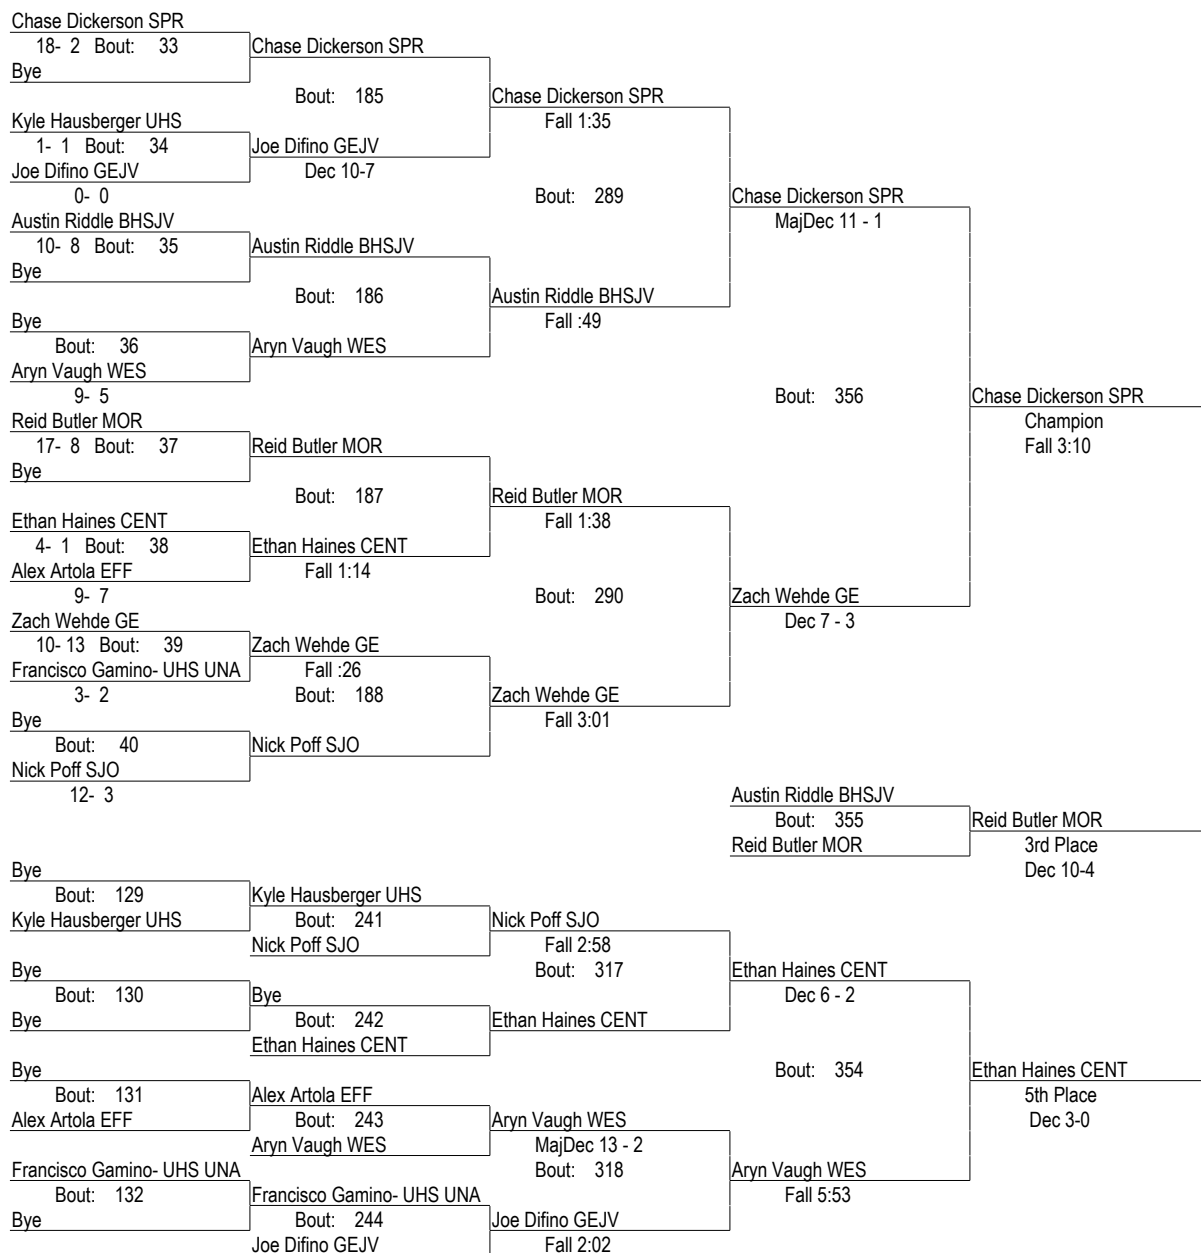 Chase Dickerson SPR
18- 2 Bout: 33 Chase Dickerson SPR
Bye
Bout: 185 Chase Dickerson SPR
Kyle Hausberger UHS Fall 1:35
1- 1 Bout: 34 Joe Difino GEJV
Joe Difino GEJV Dec 10-7
0- 0 Bout: 289 Chase Dickerson SPR
Austin Riddle BHSJV MajDec 11 - 1
10- 8 Bout: 35 Austin Riddle BHSJV
Bye
Bout: 186 Austin Riddle BHSJV
Bye Fall :49
Bout: 36 Aryn Vaugh WES
Aryn Vaugh WES
9- 5 Bout: 356 Chase Dickerson SPR
Reid Butler MOR Champion
17- 8 Bout: 37 Reid Butler MOR Fall 3:10
Bye
Bout: 187 Reid Butler MOR
Ethan Haines CENT Fall 1:38
4- 1 Bout: 38 Ethan Haines CENT
Alex Artola EFF Fall 1:14
9- 7 Bout: 290 Zach Wehde GE
Zach Wehde GE Dec 7 - 3
10- 13 Bout: 39 Zach Wehde GE
Francisco Gamino- UHS UNA Fall :26
3- 2 Bout: 188 Zach Wehde GE
Bye Fall 3:01
Bout: 40 Nick Poff SJO
Nick Poff SJO
12- 3 Austin Riddle BHSJV
Bout: 355 Reid Butler MOR
Reid Butler MOR 3rd Place
Bye Dec 10-4
Bout: 129 Kyle Hausberger UHS
Kyle Hausberger UHS Bout: 241 Nick Poff SJO
Nick Poff SJO Fall 2:58
Bye Bout: 317 Ethan Haines CENT
Bout: 130 Bye Dec 6 - 2
Bye Bout: 242 Ethan Haines CENT
Ethan Haines CENT
Bye Bout: 354 Ethan Haines CENT
Bout: 131 Alex Artola EFF 5th Place
Alex Artola EFF Bout: 243 Aryn Vaugh WES Dec 3-0
Aryn Vaugh WES MajDec 13 - 2
Francisco Gamino- UHS UNA Bout: 318 Aryn Vaugh WES
Bout: 132 Francisco Gamino- UHS UNA Fall 5:53
Bye Bout: 244 Joe Difino GEJV
Joe Difino GEJV Fall 2:02